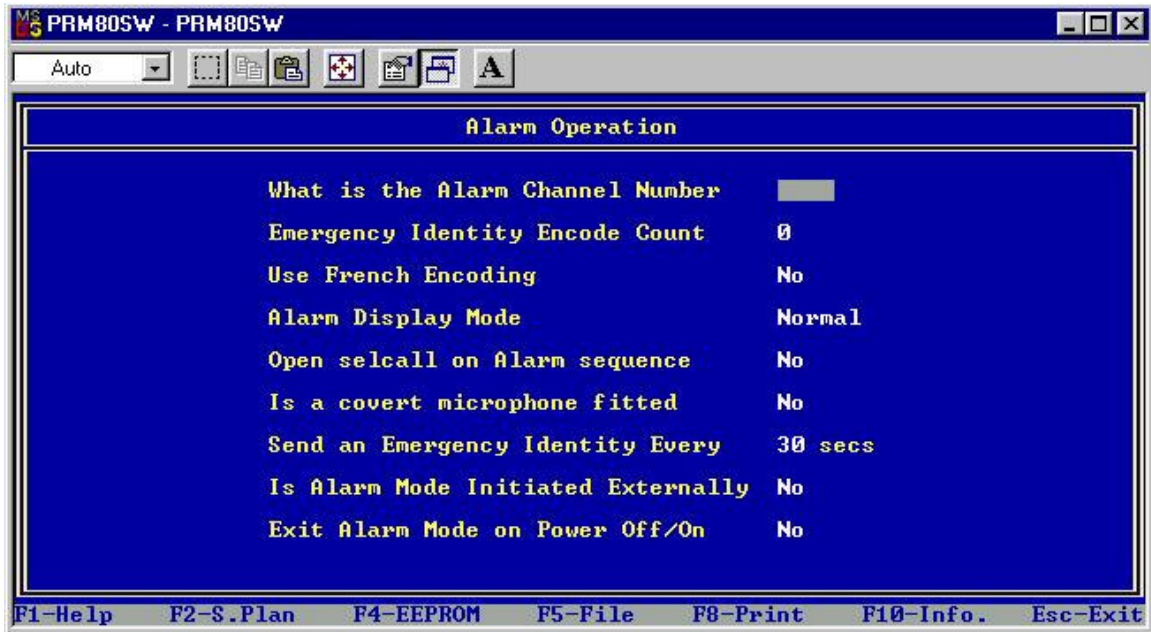 MS
PRM80SW - PRM80SW
Auto
A
Alarm Operation
What is the Alarm Channel Number
Emergency Identity Encode Count 0
Use French Encoding No
Alarm Display Mode Normal
Open selcall on Alarm sequence No
Is a covert microphone fitted No
Send an Emergency Identity Every 30 secs
Is Alarm Mode Initiated Externally No
Exit Alarm Mode on Power Off/On No
F1-Help F2-S.Plan F4-EEPROM F5-File F8-Print F10-Info. Esc-Exit